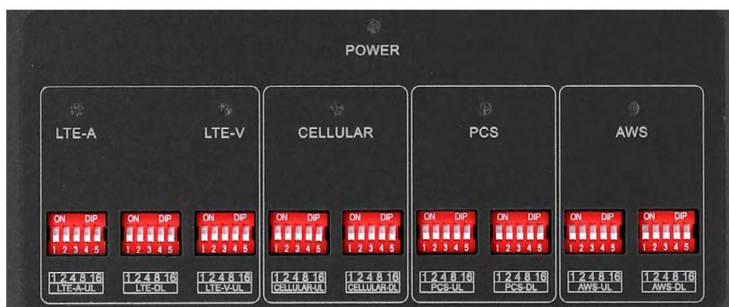 POWER
LTE-A LTE-V CELLULAR PCS AWS
ON DIP ON DIP ON DIP ON DIP ON DIP ON DIP ON DIP ON DIP ON DIP
1 2 3 4 5 1 2 3 4 5 1 2 3 4 5 1 2 3 4 5 1 2 3 4 5 1 2 3 4 5 1 2 3 4 5 1 2 3 4 5 1 2 3 4 5
1 2 4 8 16 1 2 4 8 16 1 2 4 8 16 1 2 4 8 16 1 2 4 8 16 1 2 4 8 16 1 2 4 8 16 1 2 4 8 16 1 2 4 8 16
LTE-A-UL LTE-DL LTE-V-UL CELLULAR-UL CELLULAR-DL PCS-UL PCS-DL AWS-UL AWS-DL